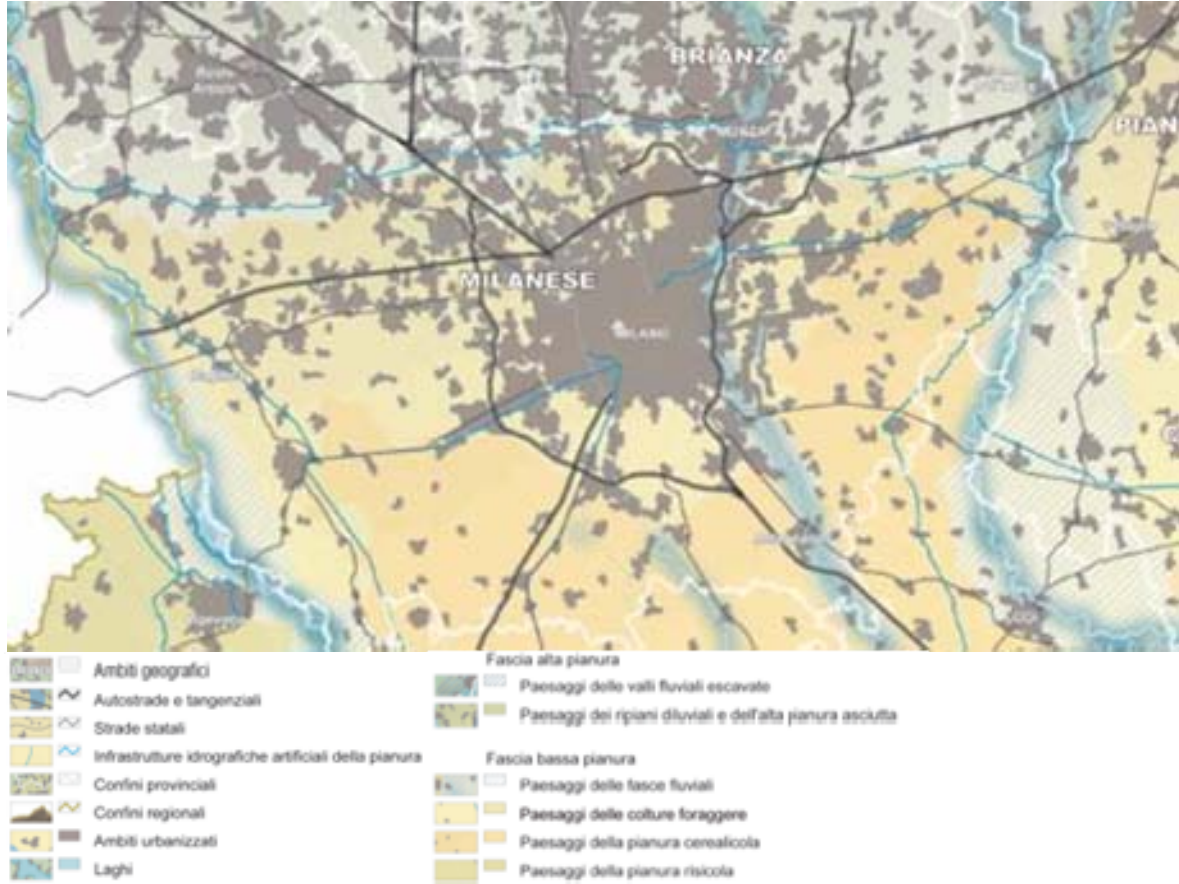 BRIANZA
PIAN
MILANESE
MILANO
Ambiti geografici
Autostrade e tangenziali
Strade statali
Infrastrutture idrografiche artificiali della pianura
Confini provinciali
Confini regionali
Ambiti urbanizzati
Laghi
Fascia alta pianura
Paesaggi delle valli fluviali escavate
Paesaggi dei ripiani diluviali e dell'alta pianura asciutta
Fascia bassa pianura
Paesaggi delle fasce fluviali
Paesaggi delle colture foraggere
Paesaggi della pianura cerealicola
Paesaggi della pianura risicola